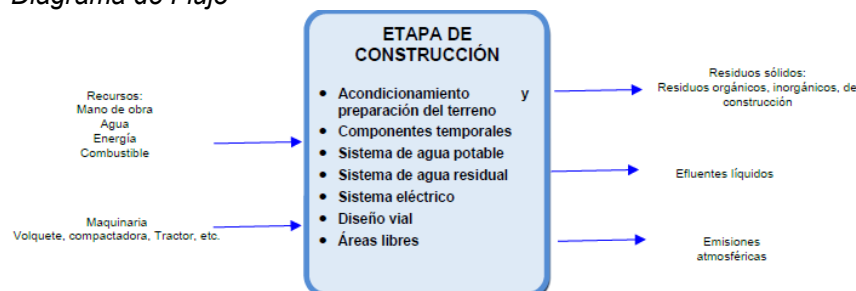 Diagrama de Flujo
ETAPA DE
CONSTRUCCIÓN
Recursos:
Mano de obra
Agua
Energía
Combustible
Maquinaria
Volquete, compactadora, Tractor, etc.
• Acondicionamiento y
preparación del terreno
• Componentes temporales
• Sistema de agua potable
• Sistema de agua residual
• Sistema eléctrico
• Diseño vial
• Áreas libres
Residuos sólidos:
Residuos orgánicos, inorgánicos, de
construcción
Efluentes líquidos
Emisiones
atmosféricas